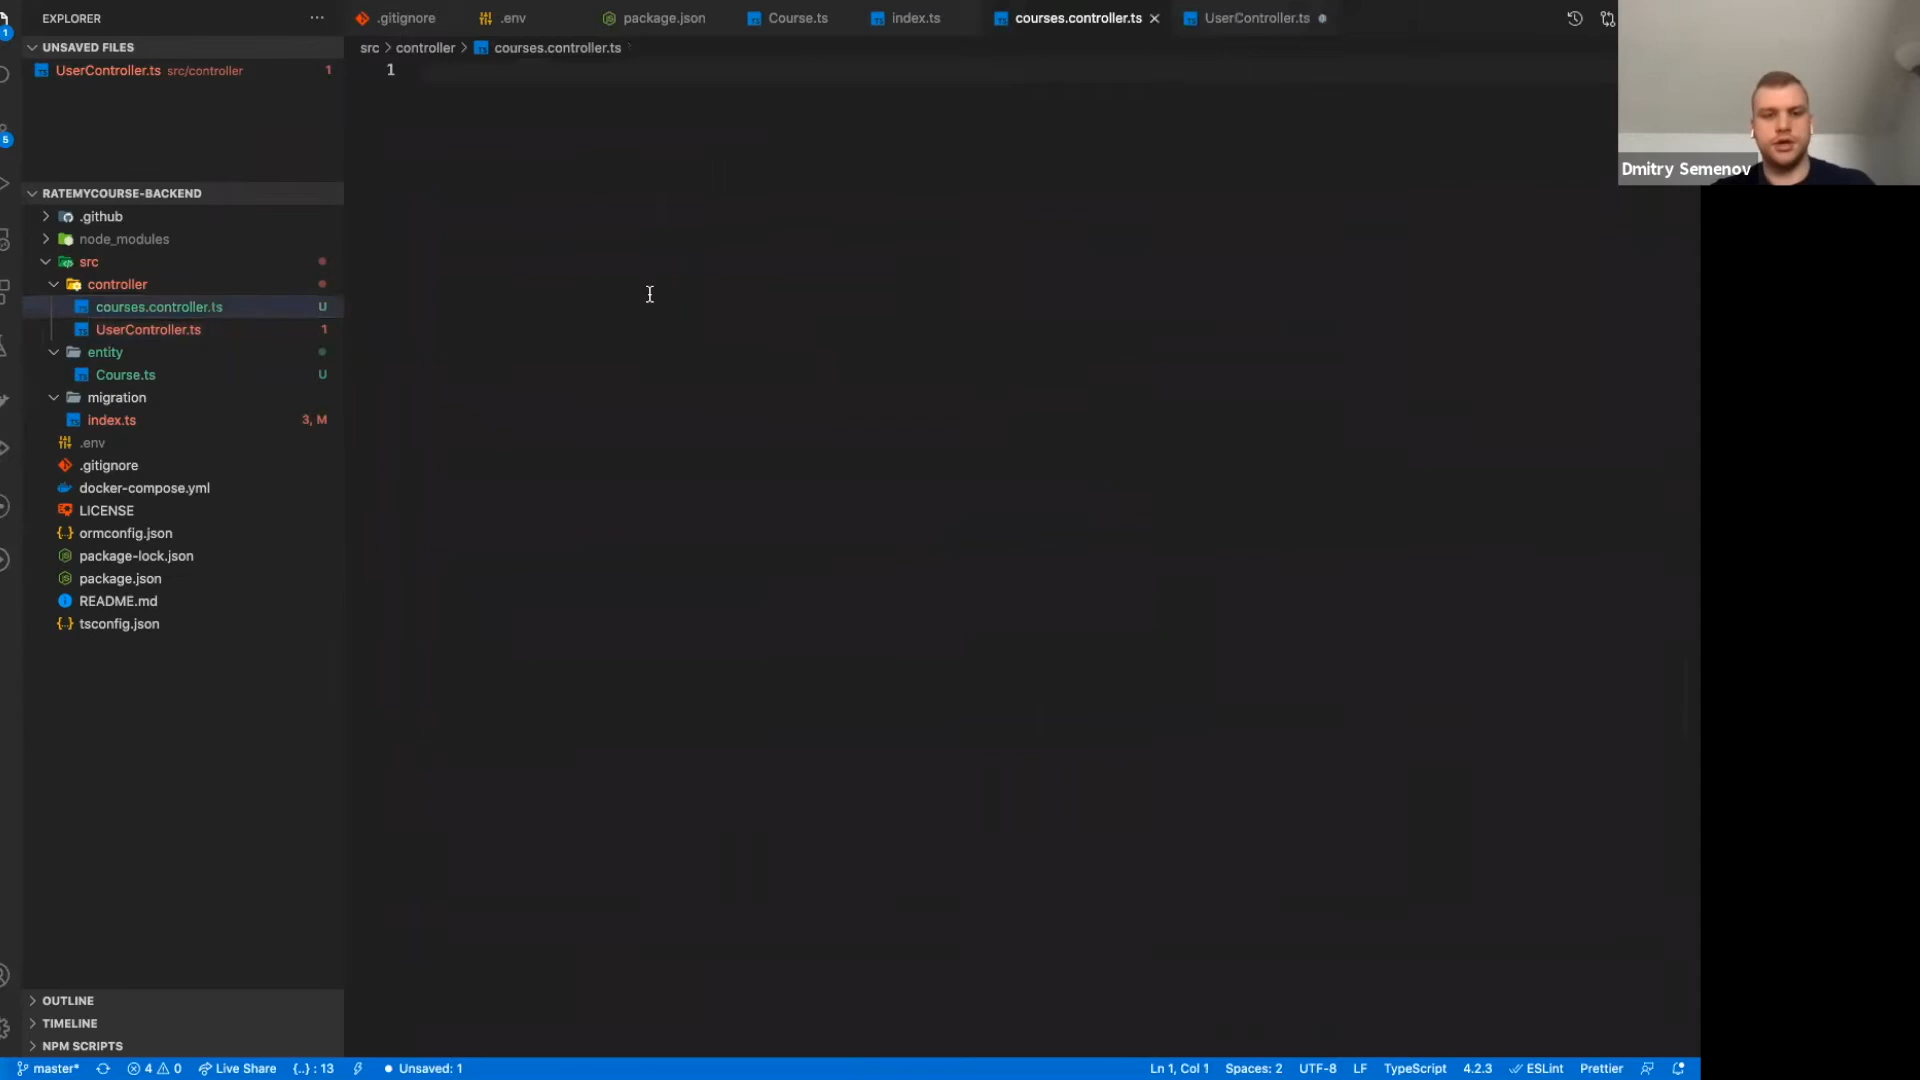 EXPLORER
.gitignore .env package.json Course.ts index.ts courses.controller.ts UserController.ts
UNSAVED FILES
src controller courses.controller.ts
UserController.ts src/controller 1
1
1
5
Dmitry Semenov
RATEMYCOURSE-BACKEND
.github
node_modules
src
controller
courses.controller.ts U
UserController.ts 1
entity
Course.ts U
migration
index.ts 3, M
.env
.gitignore
docker-compose.yml
LICENSE
ormconfig.json
package-lock.json
package.json
README.md
tsconfig.json
OUTLINE
TIMELINE
NPM SCRIPTS
master* 4 0 Live Share {..} : 13 Unsaved: 1 Ln 1, Col 1 Spaces: 2 UTF-8 LF TypeScript 4.2.3 ESLint Prettier